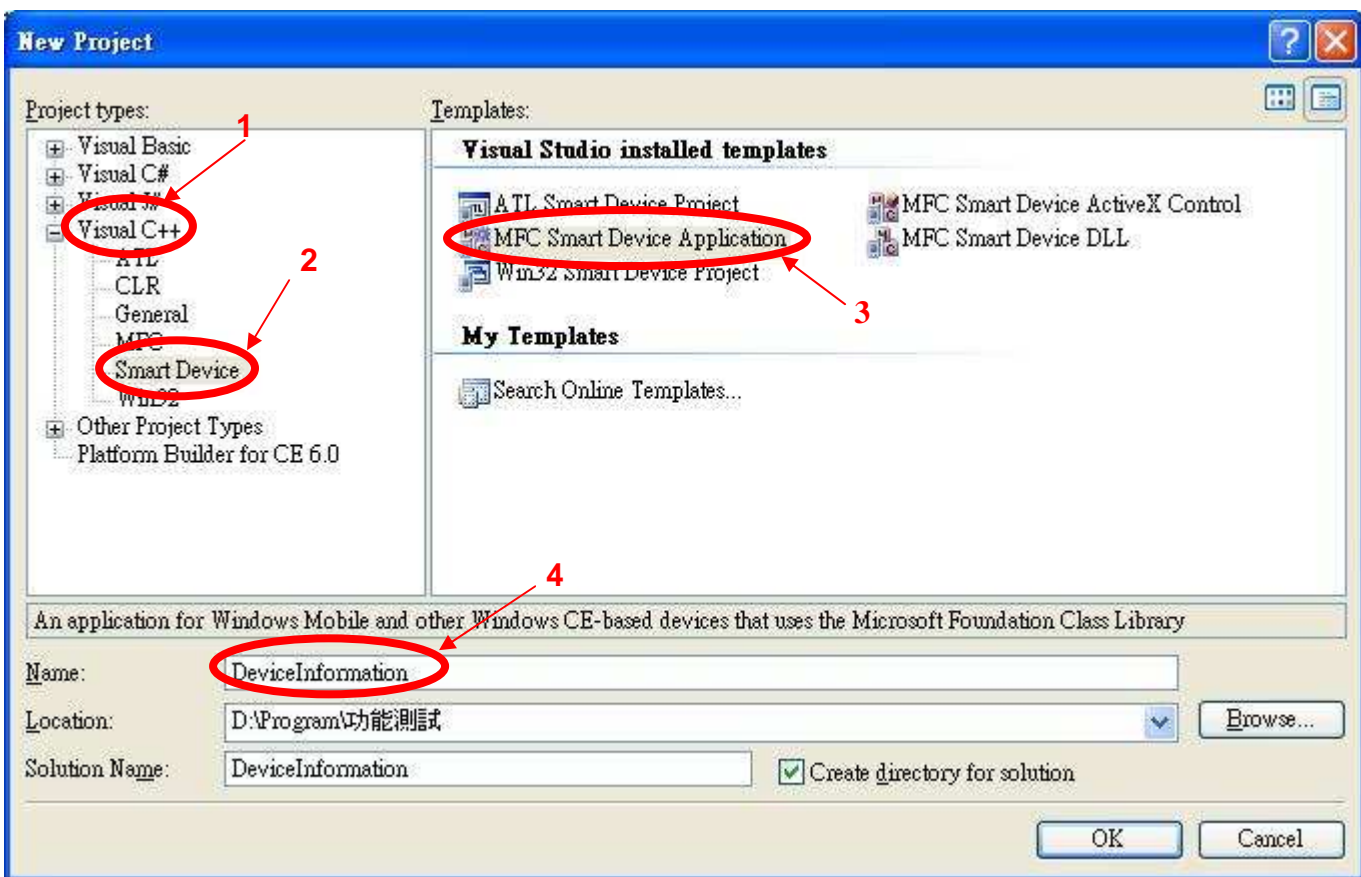 New Project
Project types:
Templates:
1
Visual Basic
Visual C#
Visual J#
Visual C++
ATL
CLR
General
MFC
Smart Device
Win32
Other Project Types
Platform Builder for CE 6.0
2
Visual Studio installed templates
ATL Smart Device Project
MFC Smart Device ActiveX Control
MFC Smart Device Application
MFC Smart Device DLL
Win32 Smart Device Project
3
My Templates
Search Online Templates...
4
An application for Windows Mobile and other Windows CE-based devices that uses the Microsoft Foundation Class Library
Name:
DeviceInformation
Location:
D:\Program\功能測試
Browse...
Solution Name:
DeviceInformation
Create directory for solution
OK
Cancel